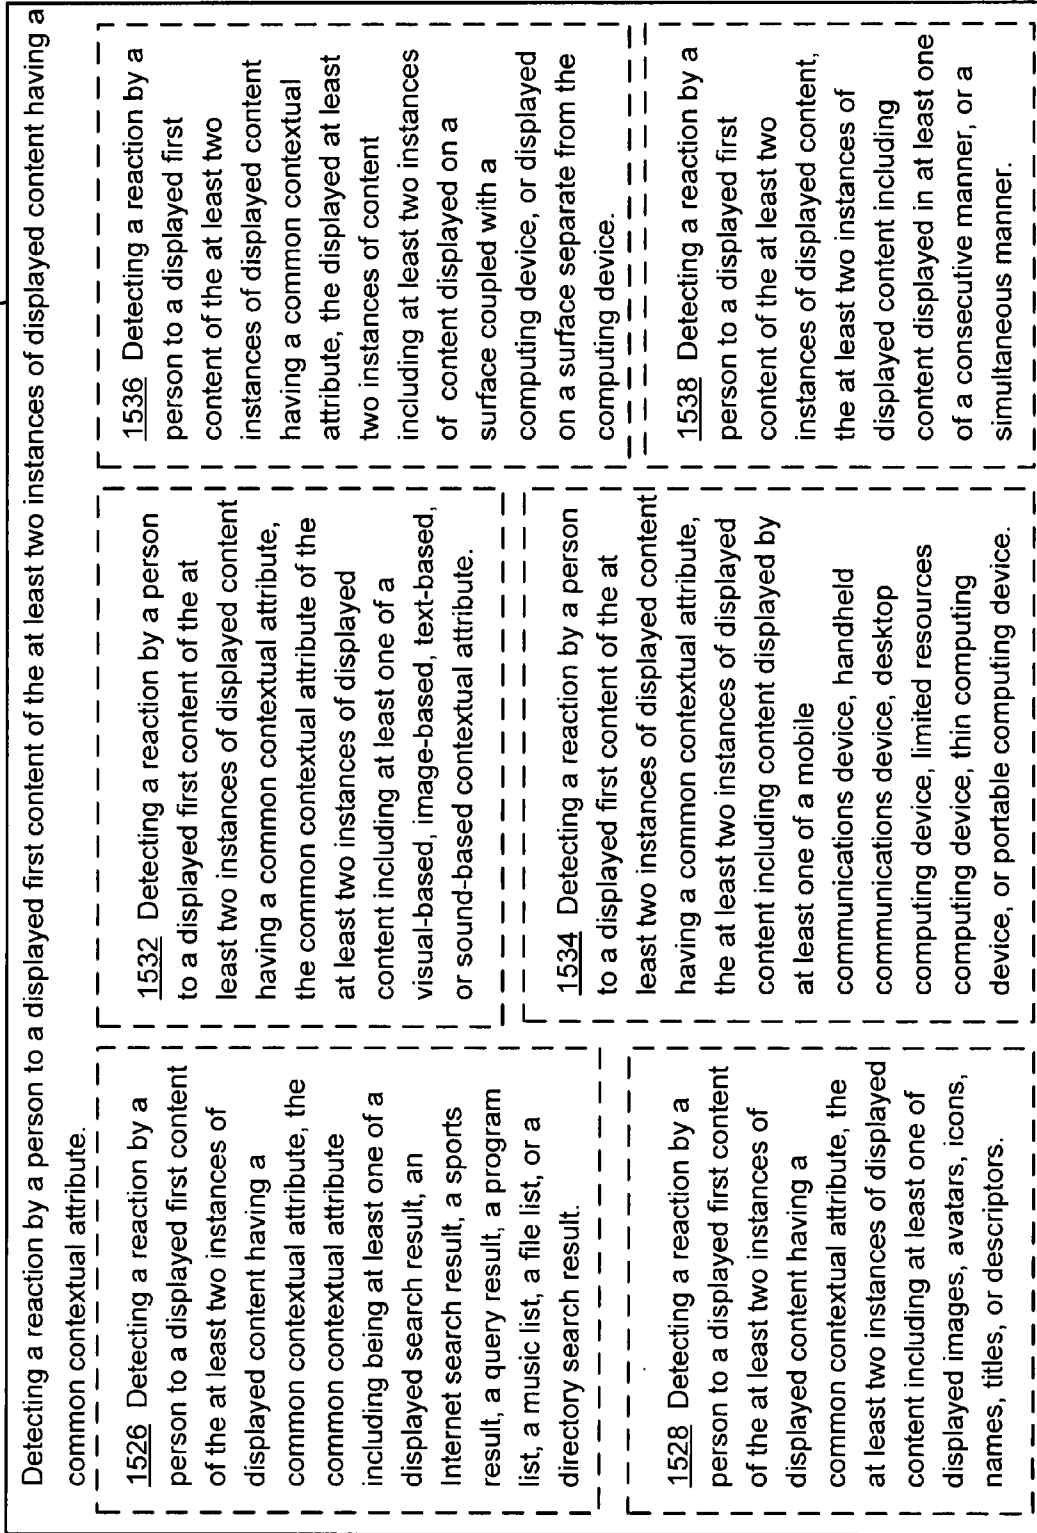 Detecting a reaction by a person to a displayed first content of the at least two instances of displayed content having a
common contextual attribute.
1526 Detecting a reaction by a
person to a displayed first content
of the at least two instances of
displayed content having a
common contextual attribute, the
common contextual attribute
including being at least one of a
displayed search result, an
Internet search result, a sports
result, a query result, a program
list, a music list, a file list, or a
directory search result.
1528 Detecting a reaction by a
person to a displayed first content
of the at least two instances of
displayed content having a
common contextual attribute, the
at least two instances of displayed
content including at least one of
displayed images, avatars, icons,
names, titles, or descriptors.
1532 Detecting a reaction by a person
to a displayed first content of the at
least two instances of displayed content
having a common contextual attribute,
the common contextual attribute of the
at least two instances of displayed
content including at least one of a
visual-based, image-based, text-based,
or sound-based contextual attribute.
1534 Detecting a reaction by a person
to a displayed first content of the at
least two instances of displayed content
having a common contextual attribute,
the at least two instances of displayed
content including content displayed by
at least one of a mobile
communications device, handheld
communications device, desktop
computing device, limited resources
computing device, thin computing
device, or portable computing device.
1536 Detecting a reaction by a
person to a displayed first
content of the at least two
instances of displayed content
having a common contextual
attribute, the displayed at least
two instances of content
including at least two instances
of content displayed on a
surface coupled with a
computing device, or displayed
on a surface separate from the
computing device.
1538 Detecting a reaction by a
person to a displayed first
content of the at least two
instances of displayed content,
the at least two instances of
displayed content including
content displayed in at least one
of a consecutive manner, or a
simultaneous manner.